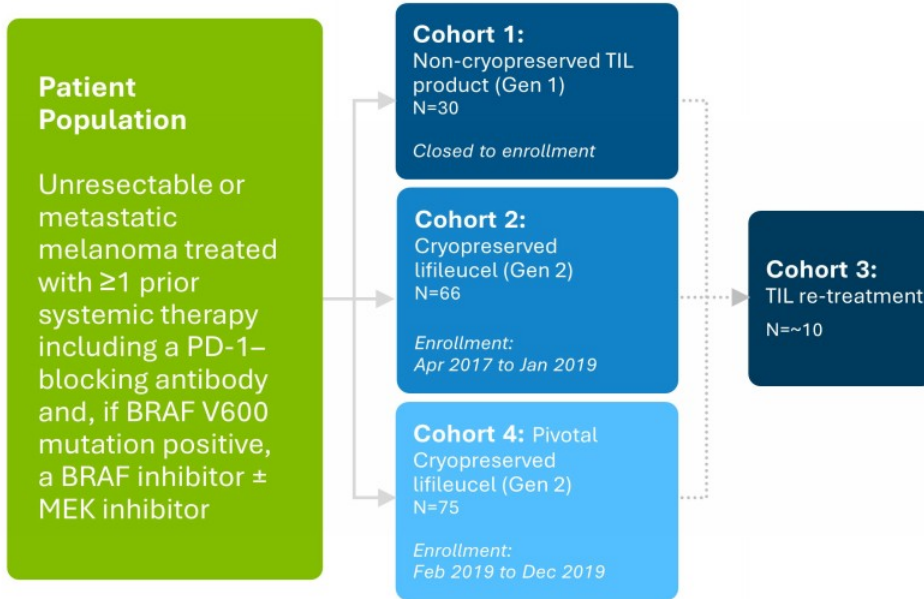 Patient
Population
Unresectable or
metastatic
melanoma treated
with ≥1 prior
systemic therapy
including a PD-1–
blocking antibody
and, if BRAF V600
mutation positive,
a BRAF inhibitor ±
MEK inhibitor
Cohort 1:
Non-cryopreserved TIL
product (Gen 1)
N=30
Closed to enrollment
Cohort 2:
Cryopreserved
lifileucel (Gen 2)
N=66
Enrollment:
Apr 2017 to Jan 2019
Cohort 4: Pivotal
Cryopreserved
lifileucel (Gen 2)
N=75
Enrollment:
Feb 2019 to Dec 2019
Cohort 3:
TIL re-treatment
N=~10